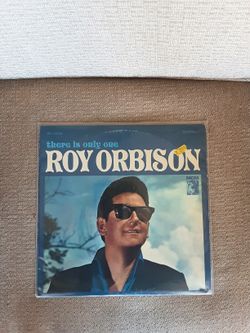 there is only one
ROY ORBISON